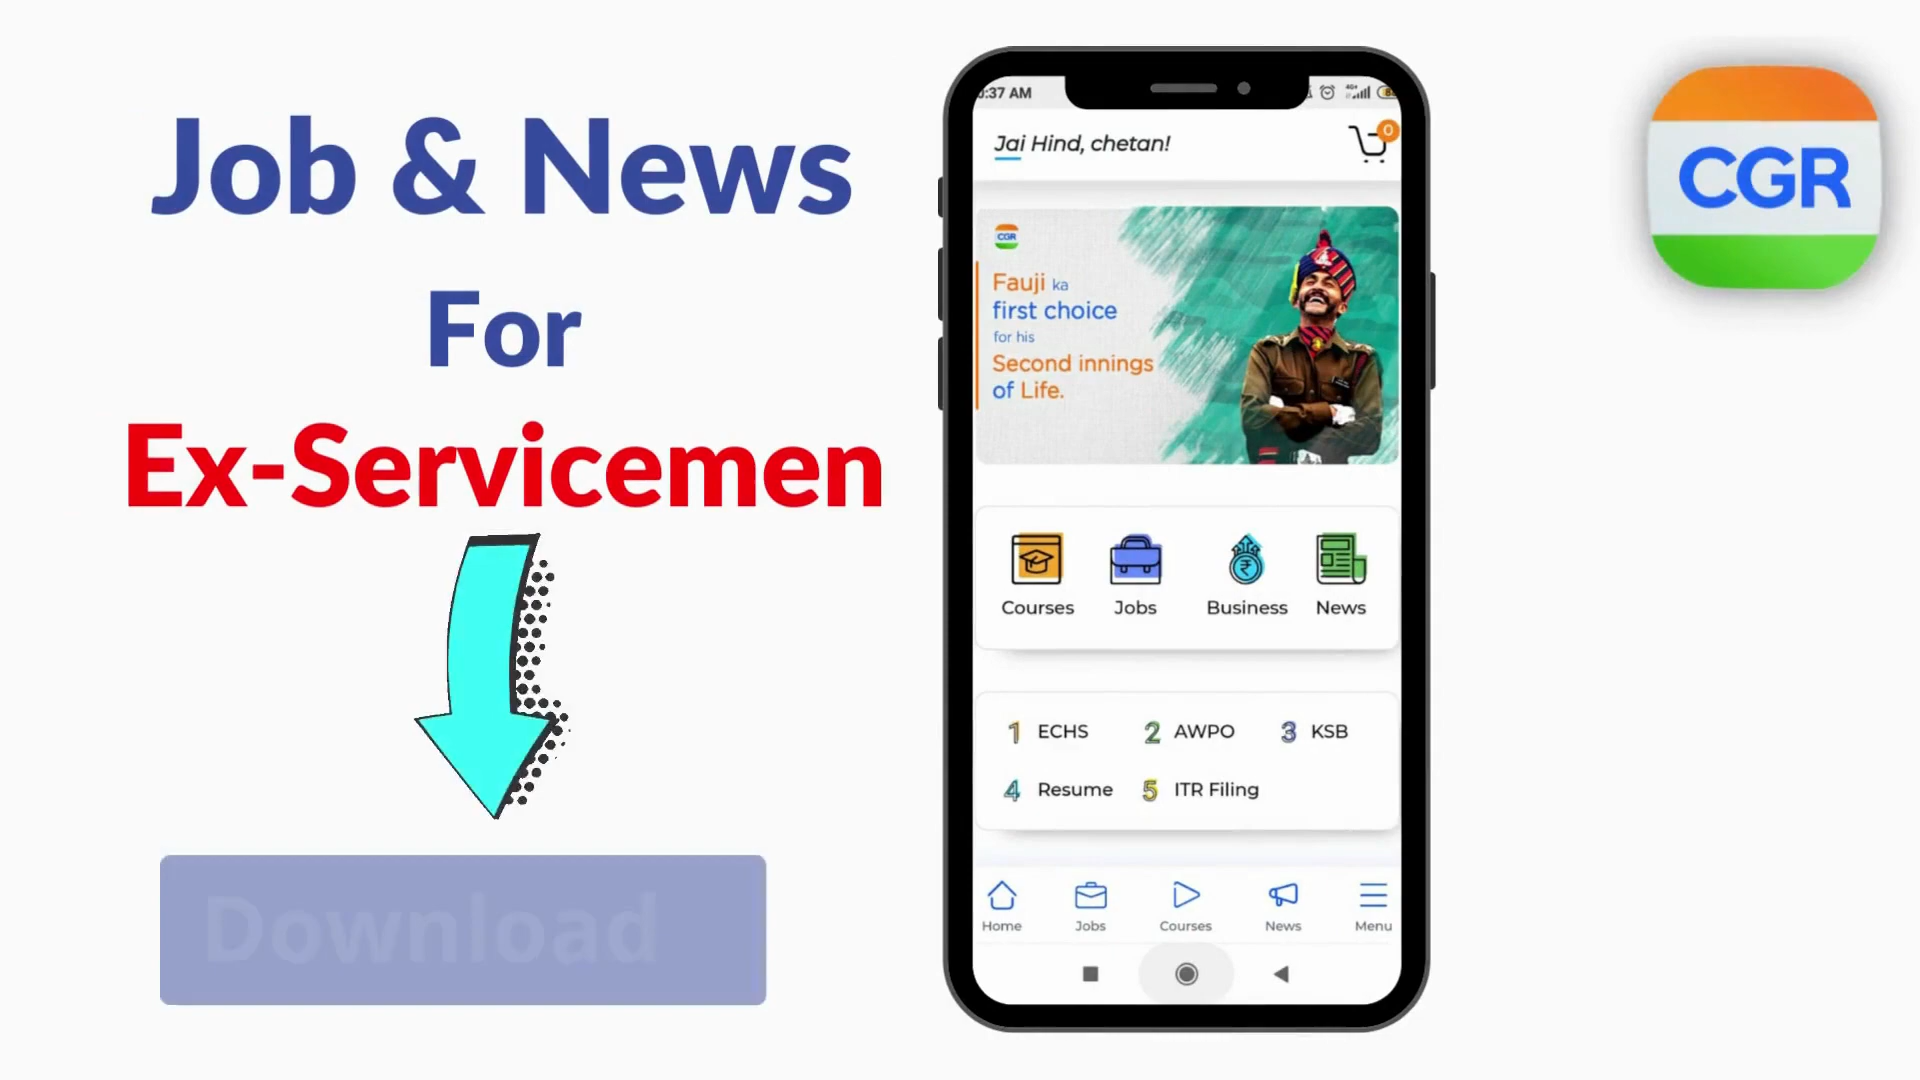 Job & News
For
Ex-Servicemen
Download
:37 AM
Jai Hind, chetan!
0
CGR
Fauji ka
first choice
for his
Second innings
of Life.
Courses Jobs Business News
1 ECHS 2 AWPO 3 KSB
4 Resume 5 ITR Filing
Home Jobs Courses News Menu
CGR